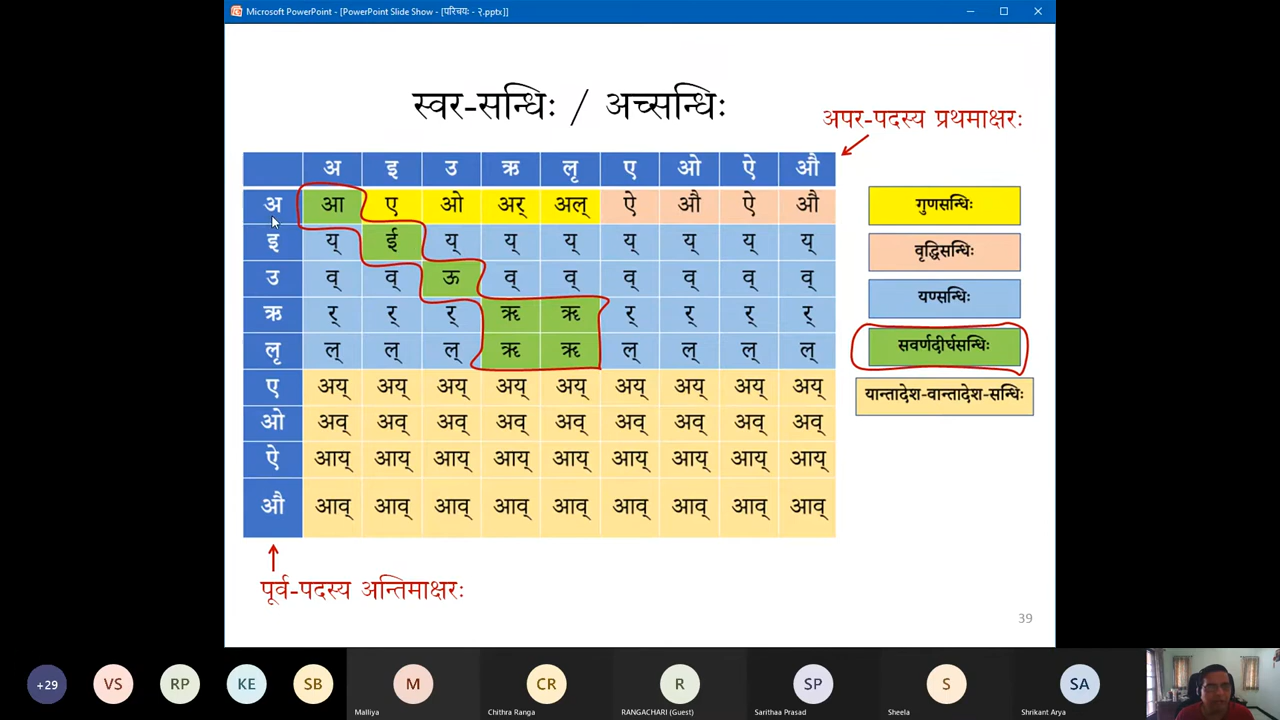 Microsoft PowerPoint - [PowerPoint Slide Show - [परिचयः - २.pptx]]
स्वर-सन्धिः / अच्सन्धिः
अपर-पदस्य प्रथमाक्षरः
अ इ उ ऋ लृ ए ओ ऐ औ
अ आ ए ओ अर् अल् ऐ औ ऐ औ
इ य् ई य् य् य् य् य् य् य्
उ व् व् ऊ व् व् व् व् व् व्
ऋ र् र् र् ॠ ॠ र् र् र् र्
लृ ल् ल् ल् ॠ ॠ ल् ल् ल् ल्
ए अय् अय् अय् अय् अय् अय् अय् अय् अय्
ओ अव् अव् अव् अव् अव् अव् अव् अव् अव्
ऐ आय् आय् आय् आय् आय् आय् आय् आय् आय्
औ आव् आव् आव् आव् आव् आव् आव् आव् आव्
गुणसन्धिः
वृद्धिसन्धिः
यण्सन्धिः
सवर्णदीर्घसन्धिः
यान्तादेश-वान्तादेश-सन्धिः
पूर्व-पदस्य अन्तिमाक्षरः
39
+29 VS RP KE SB M CR R SP S SA
Malliya Chithra Ranga RANGACHARI (Guest) Sarithaa Prasad Sheela Shrikant Arya